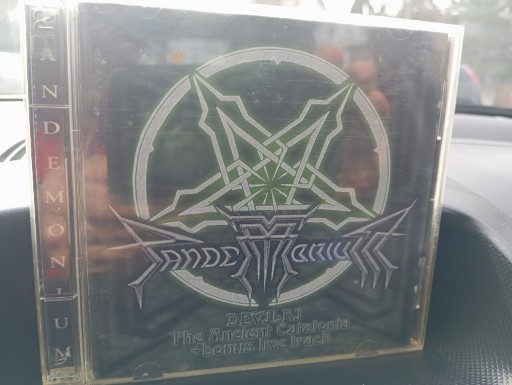 PANDEMONIUM
PANDEMONIUM
DEVILRI
The Ancient Catatonia
+bonus live track